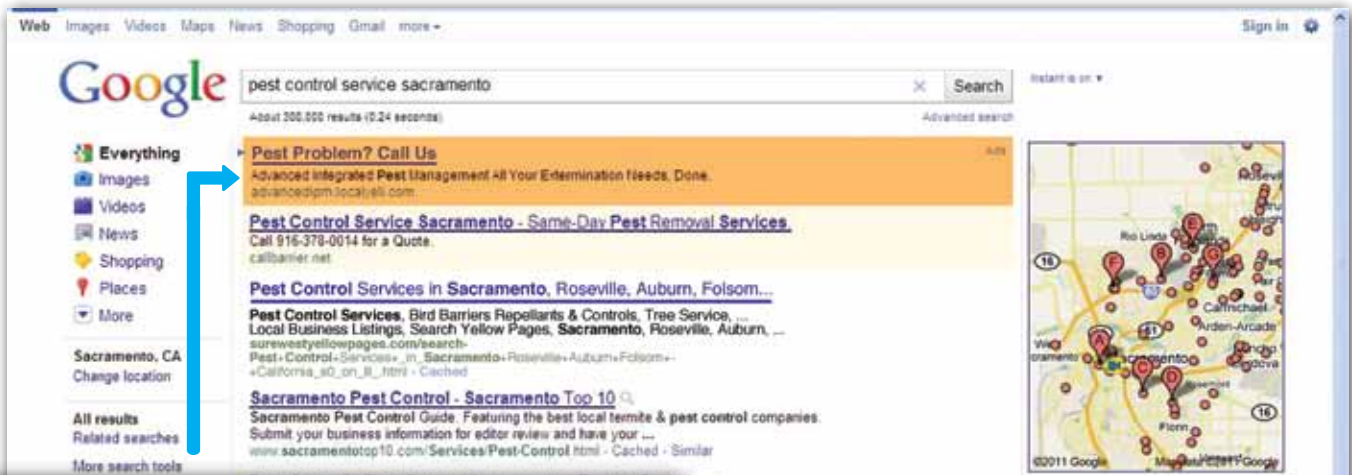 Web Images Videos Maps News Shopping Gmail more
Sign in
Google
pest control service sacramento
Search
Instant is on
About 300,000 results (0.24 seconds)
Advanced search
Everything
Images
Videos
News
Shopping
Places
More
Sacramento, CA
Change location
All results
Related searches
More search tools
Pest Problem? Call Us
Advanced Integrated Pest Management All Your Extermination Needs, Done.
Pest Control Service Sacramento - Same-Day Pest Removal Services.
Call 916-378-0014 for a Quote.
callbarrier.net
Pest Control Services in Sacramento, Roseville, Auburn, Folsom...
Pest Control Services, Bird Barriers Repellants & Controls, Tree Service, ...
Local Business Listings, Search Yellow Pages, Sacramento, Roseville, Auburn, ...
surewestyellowpages.com/search-
Pest+Control+Services+_in_Sacramento+Roseville+Auburn+Folsom+-
- Cached
Sacramento Pest Control - Sacramento Top 10
Sacramento Pest Control Guide. Featuring the best local termite & pest control companies.
Submit your business information for editor review and have your ...
www.sacramentotop10.com/Services/Pest-Control.html - Cached - Similar
Rio Linda
E
F
B
G
16
Carmichael
Arden-Arcade
A
C
D
Rosemont
16
Florin
©2011 Google